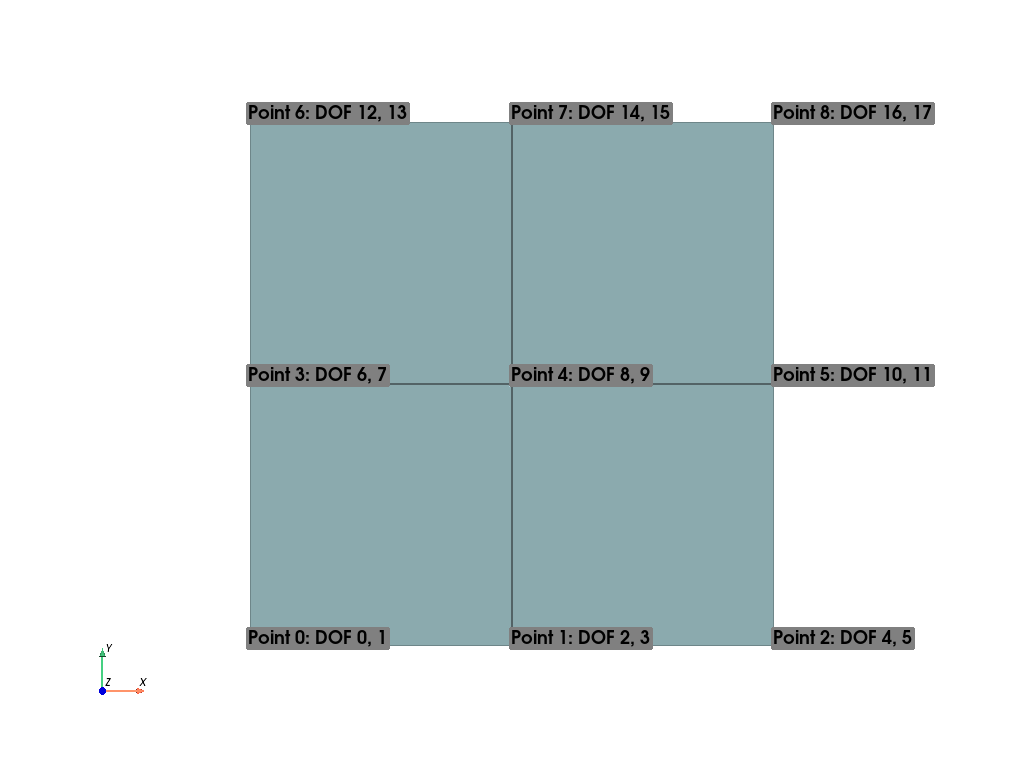 Point 6: DOF 12, 13
Point 7: DOF 14, 15
Point 8: DOF 16, 17
Point 3: DOF 6, 7
Point 4: DOF 8, 9
Point 5: DOF 10, 11
Point 0: DOF 0, 1
Point 1: DOF 2, 3
Point 2: DOF 4, 5
Y
Z
X